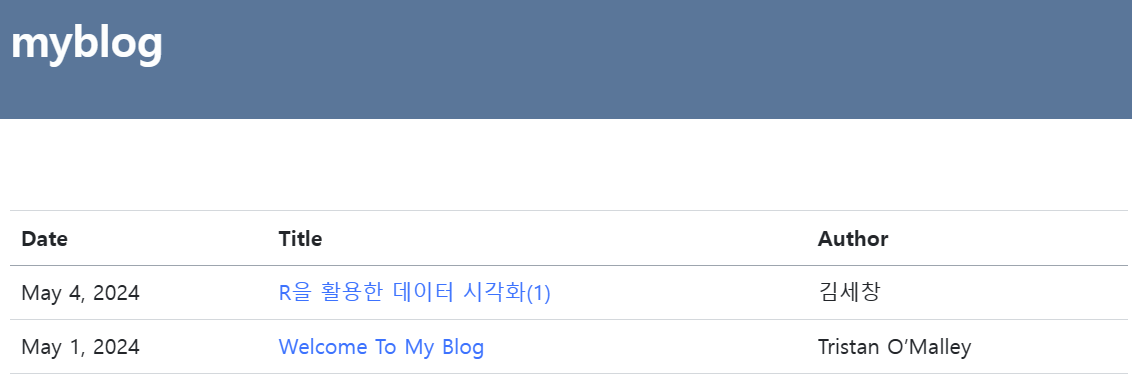 myblog
Date Title Author
May 4, 2024 R을 활용한 데이터 시각화(1) 김세창
May 1, 2024 Welcome To My Blog Tristan O’Malley